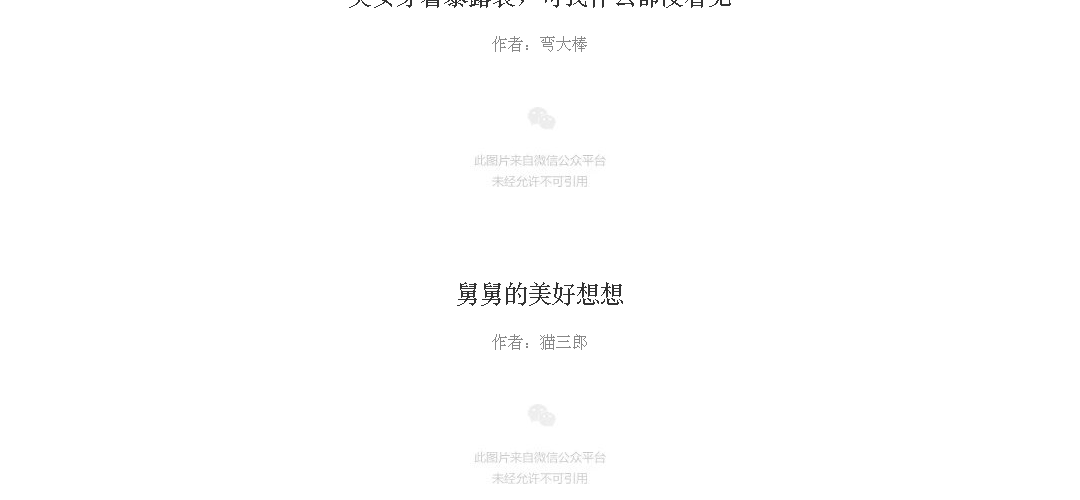 作者：弯大棒
此图片来自微信公众平台
未经允许不可引用
舅舅的美好想想
作者：猫三郎
此图片来自微信公众平台
未经允许不可引用